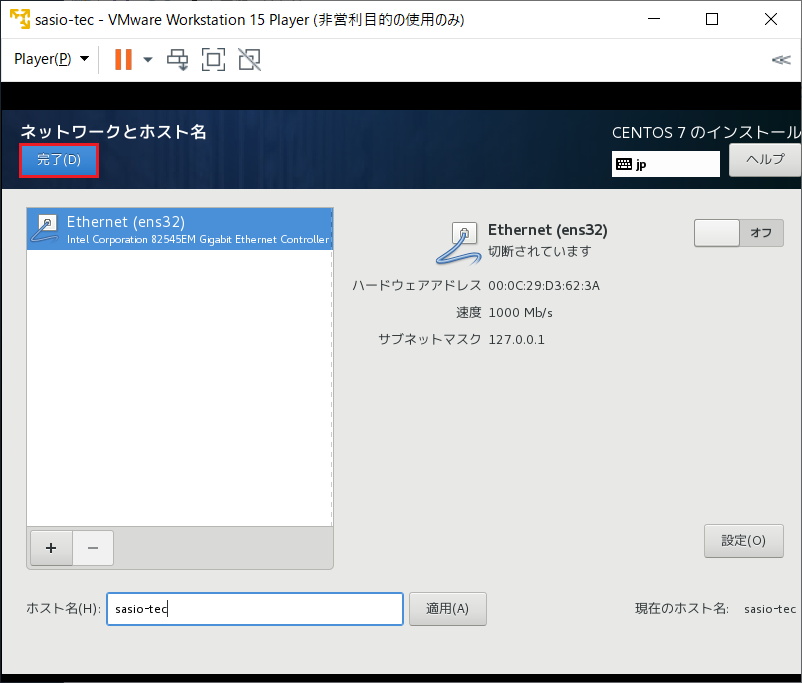 sasio-tec - VMware Workstation 15 Player (非営利目的の使用のみ)
Player(P)
ネットワークとホスト名
CENTOS 7 のインストール
完了(D)
jp
ヘルプ
Ethernet (ens32)
Intel Corporation 82545EM Gigabit Ethernet Controller
Ethernet (ens32)
切断されています
オフ
ハードウェアアドレス 00:0C:29:D3:62:3A
速度 1000 Mb/s
サブネットマスク 127.0.0.1
+
−
設定(O)
ホスト名(H): sasio-tec
適用(A)
現在のホスト名: sasio-tec